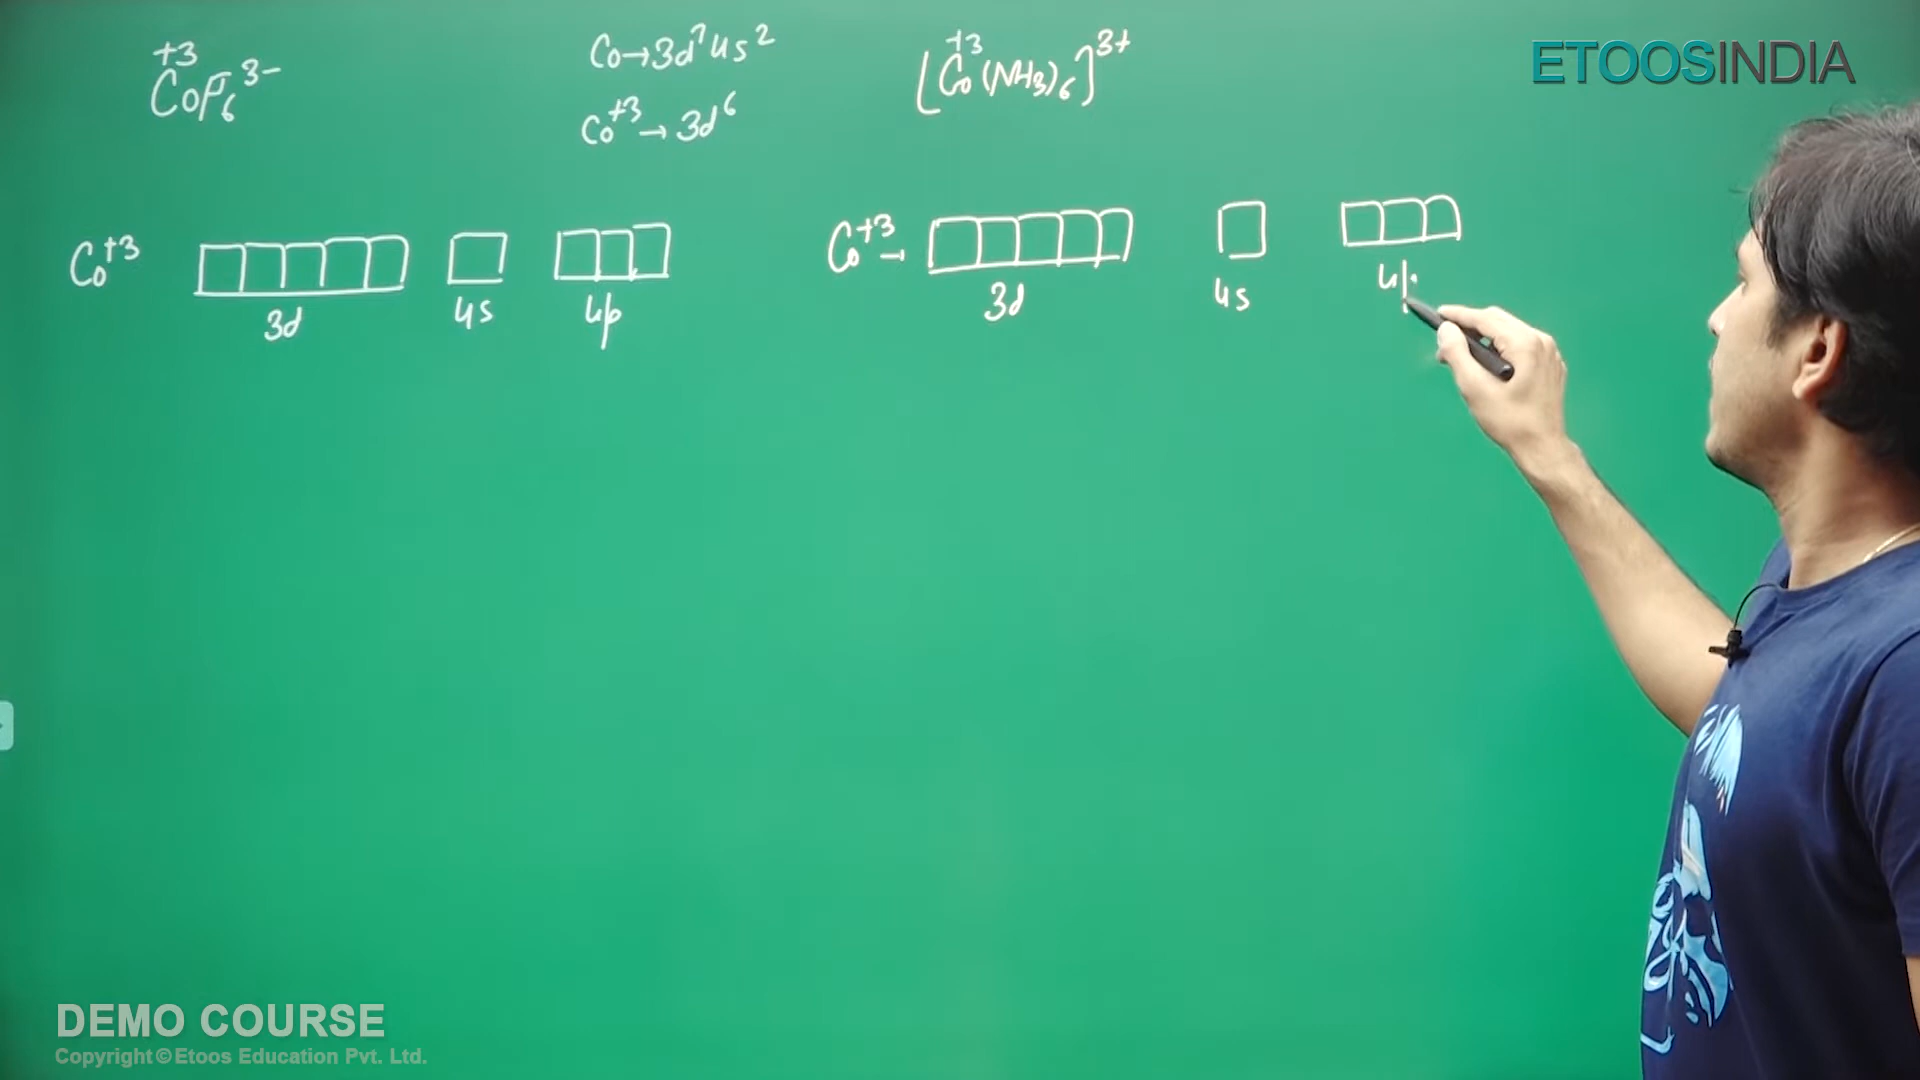 ETOOSINDIA
+3
CoF6 3-
Co→3d7 4s2
Co+3→3d6
+3
[Co(NH3)6]3+
Co+3
3d
4s
4p
Co+3→
3d
4s
4p
DEMO COURSE
Copyright©Etoos Education Pvt. Ltd.